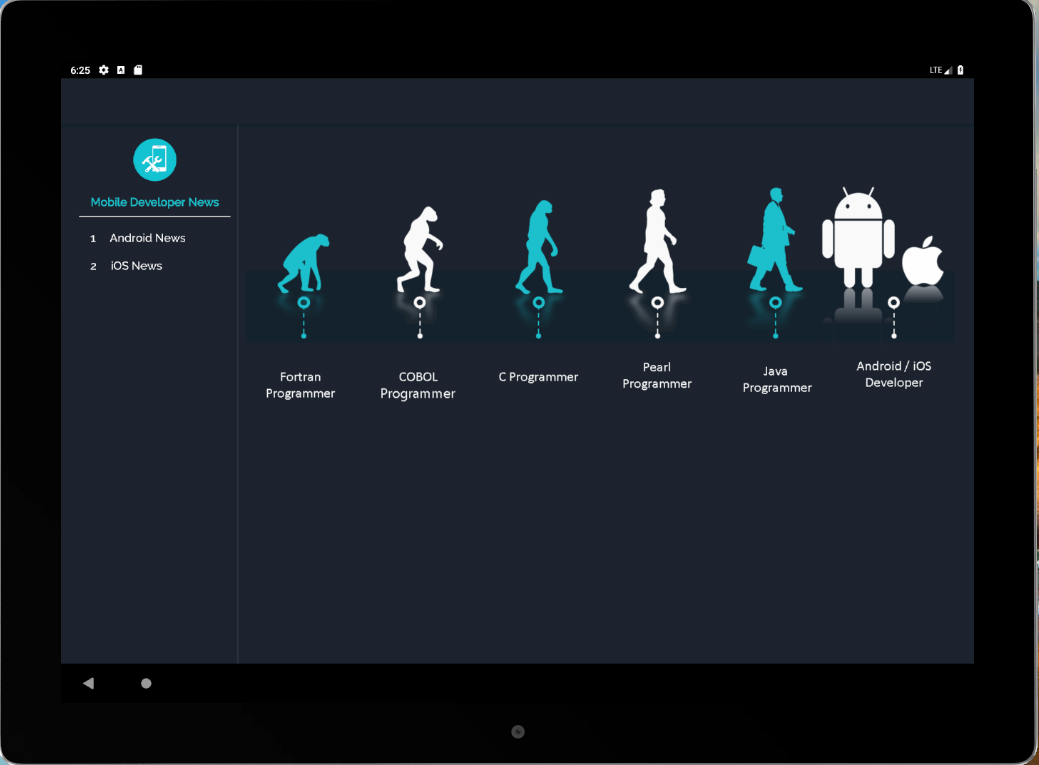 6:25
LTE
Mobile Developer News
1 Android News
2 iOS News
Fortran
Programmer
COBOL
Programmer
C Programmer
Pearl
Programmer
Java
Programmer
Android / iOS
Developer